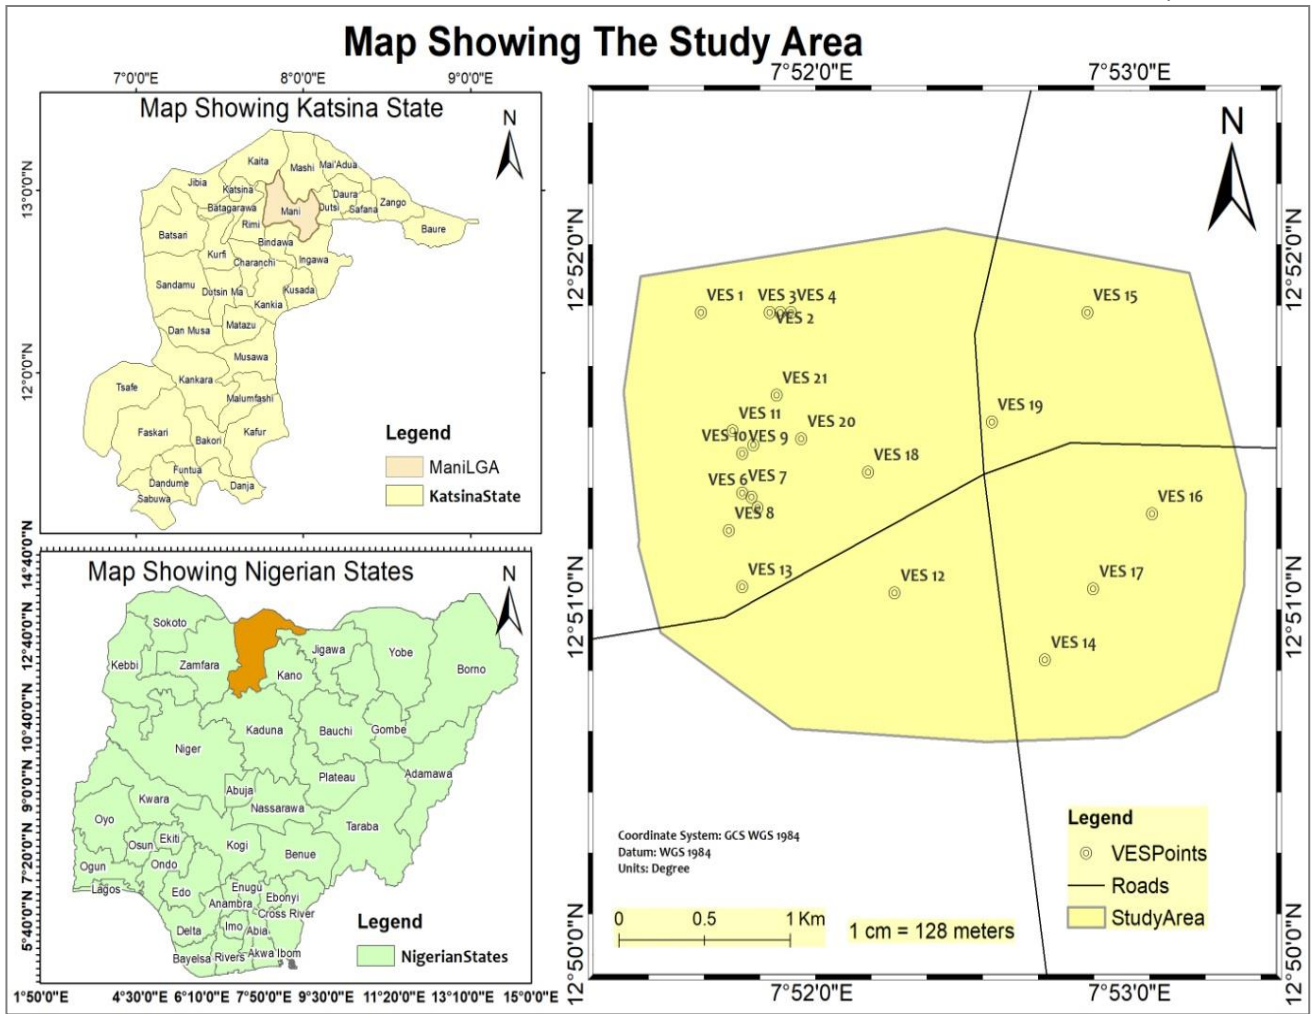 Map Showing The Study Area
7°0'0"E 8°0'0"E 9°0'0"E
Map Showing Katsina State
N
13°0'0"N
12°0'0"N
Kaita
Mashi
Mai'Adua
Jibia
Katsina
Daura
Batagarawa
Mani
Dutsi
Safana
Zango
Rimi
Baure
Batsari
Bindawa
Kurfi
Charanchi
Ingawa
Sandamu
Dutsin Ma
Kusada
Kankia
Dan Musa
Matazu
Musawa
Kankara
Tsafe
Malumfashi
Faskari
Bakori
Kafur
Funtua
Dandume
Danja
Sabuwa
Legend
ManiLGA
KatsinaState
Map Showing Nigerian States
N
14°40'0"N
12°40'0"N
10°40'0"N
9°0'0"N
7°20'0"N
5°40'0"N
Sokoto
Kebbi
Zamfara
Jigawa
Yobe
Borno
Kano
Kaduna
Bauchi
Gombe
Niger
Plateau
Adamawa
Abuja
Kwara
Nassarawa
Oyo
Taraba
Ekiti
Osun
Kogi
Benue
Ogun
Ondo
Lagos
Edo
Enugu
Ebonyi
Anambra
Cross River
Delta
Imo
Abia
Bayelsa
Rivers
Akwa Ibom
Legend
NigerianStates
1°50'0"E 4°30'0"E 6°10'0"E 7°50'0"E 9°30'0"E 11°20'0"E 13°10'0"E 15°0'0"E
7°52'0"E 7°53'0"E
N
12°52'0"N
12°51'0"N
12°50'0"N
12°52'0"N
12°51'0"N
12°50'0"N
VES 1
VES 3
VES 4
VES 2
VES 15
VES 21
VES 11
VES 20
VES 19
VES 10
VES 9
VES 18
VES 6
VES 7
VES 8
VES 16
VES 13
VES 12
VES 17
VES 14
Coordinate System: GCS WGS 1984
Datum: WGS 1984
Units: Degree
0 0.5 1 Km
1 cm = 128 meters
Legend
VESPoints
Roads
StudyArea
7°52'0"E 7°53'0"E